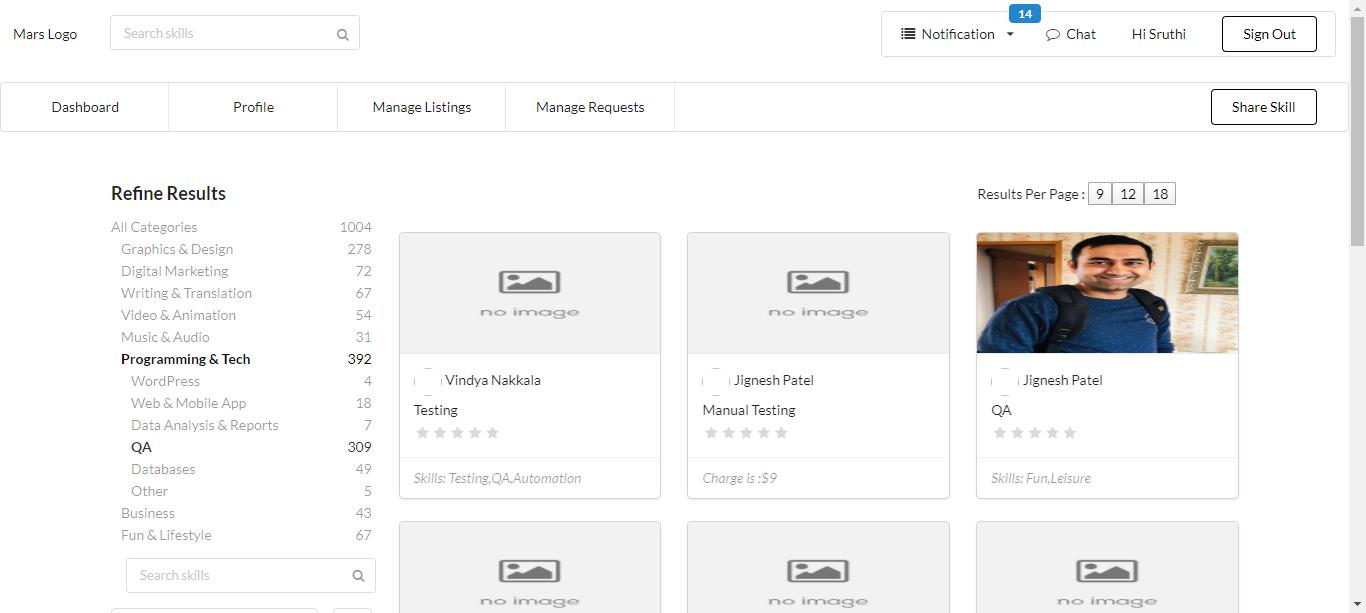 14
Mars Logo
Search skills
Notification
Chat
Hi Sruthi
Sign Out
Dashboard
Profile
Manage Listings
Manage Requests
Share Skill
Refine Results
All Categories 1004
Graphics & Design 278
Digital Marketing 72
Writing & Translation 67
Video & Animation 54
Music & Audio 31
Programming & Tech 392
WordPress 4
Web & Mobile App 18
Data Analysis & Reports 7
QA 309
Databases 49
Other 5
Business 43
Fun & Lifestyle 67
Search skills
Results Per Page : 9 12 18
no image
Vindya Nakkala
Testing
Skills: Testing,QA,Automation
no image
Jignesh Patel
Manual Testing
Charge is :$9
Jignesh Patel
QA
Skills: Fun,Leisure
no image
no image
no image